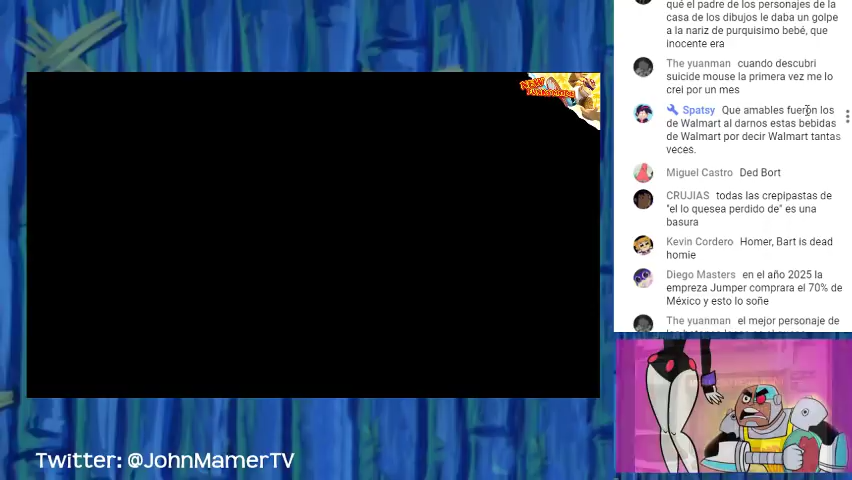 qué el padre de los personajes de la
casa de los dibujos le daba un golpe
a la nariz de purquisimo bebé, que
inocente era
The yuanman cuando descubri
suicide mouse la primera vez me lo
crei por un mes
Spatsy Que amables fueron los
de Walmart al darnos estas bebidas
de Walmart por decir Walmart tantas
veces.
Miguel Castro Ded Bort
CRUJIAS todas las crepipastas de
"el lo quesea perdido de" es una
basura
Kevin Cordero Homer, Bart is dead
homie
Diego Masters en el año 2025 la
empreza Jumper comprara el 70% de
México y esto lo soñe
The yuanman el mejor personaje de
NEW
Twitter: @JohnMamerTV